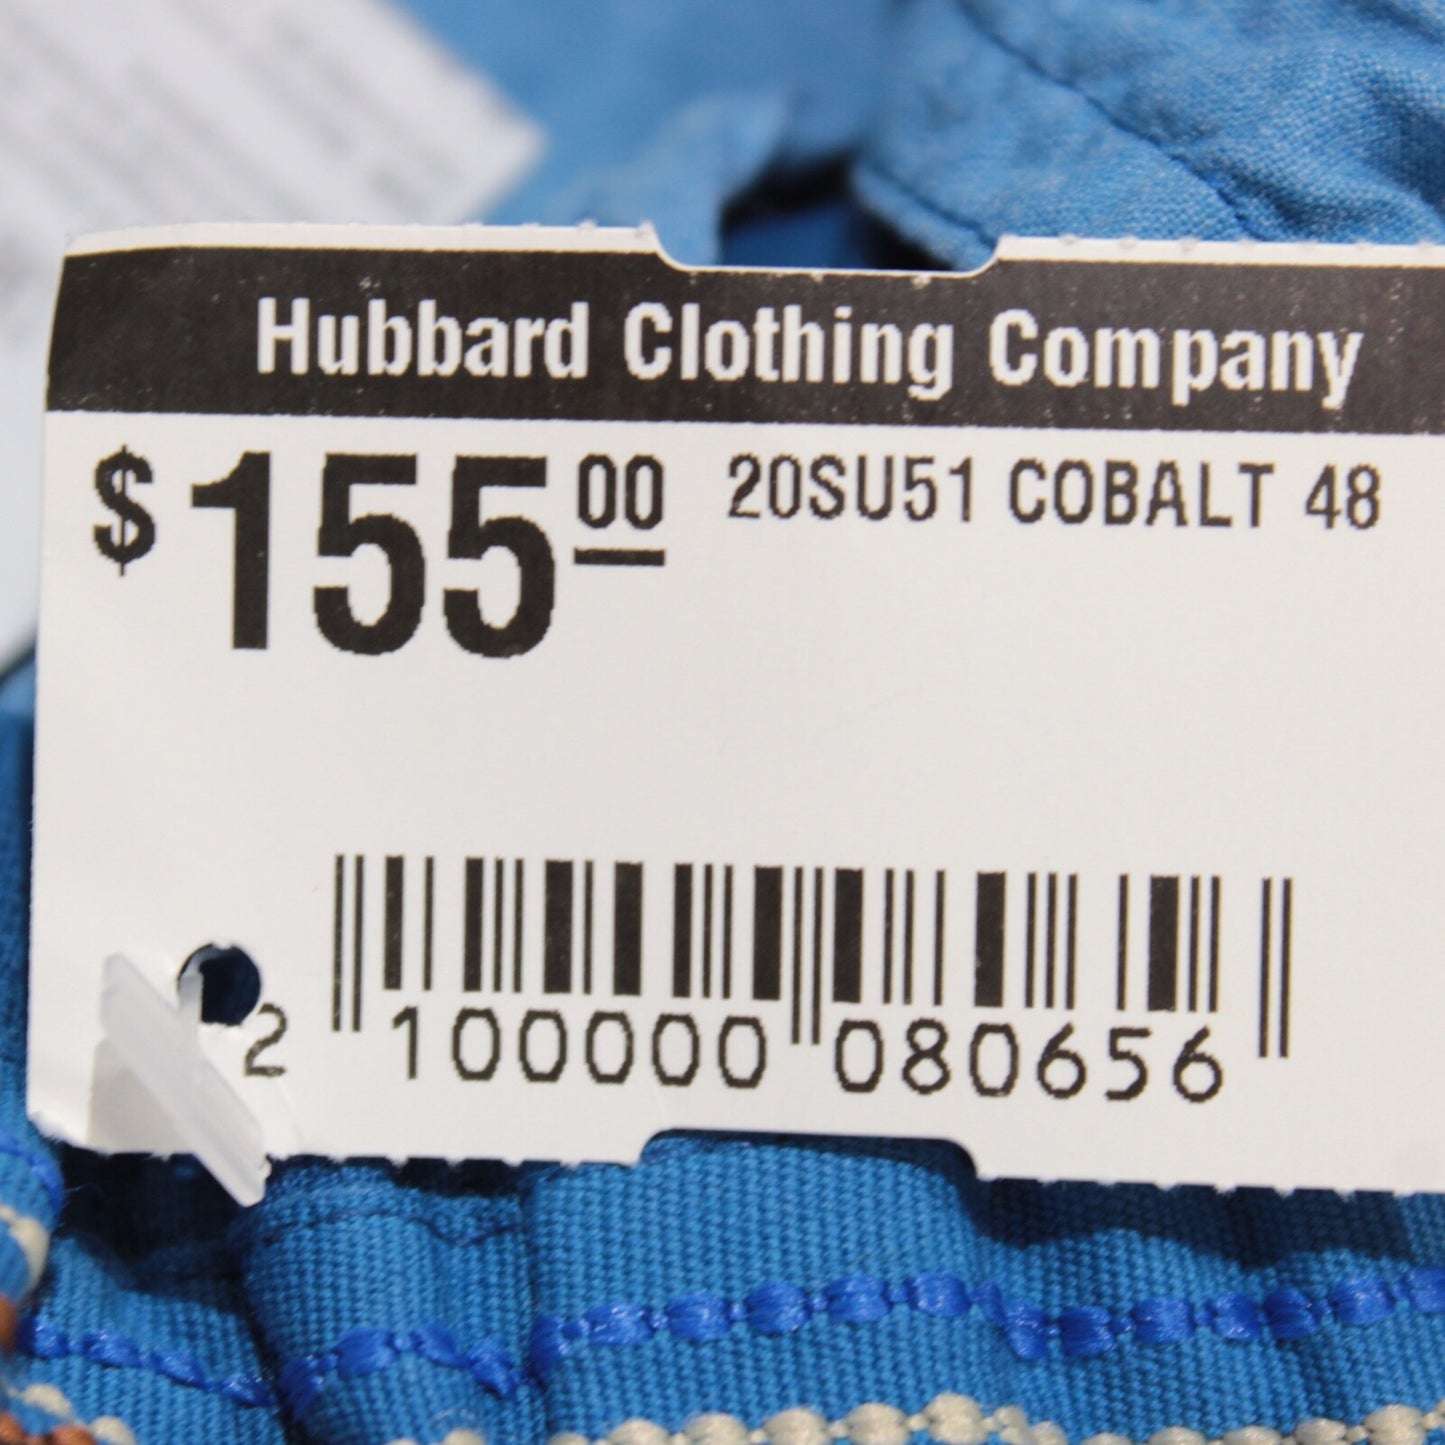 Hubbard Clothing Company
$155.00 20SU51 COBALT 48
2 100000 080656